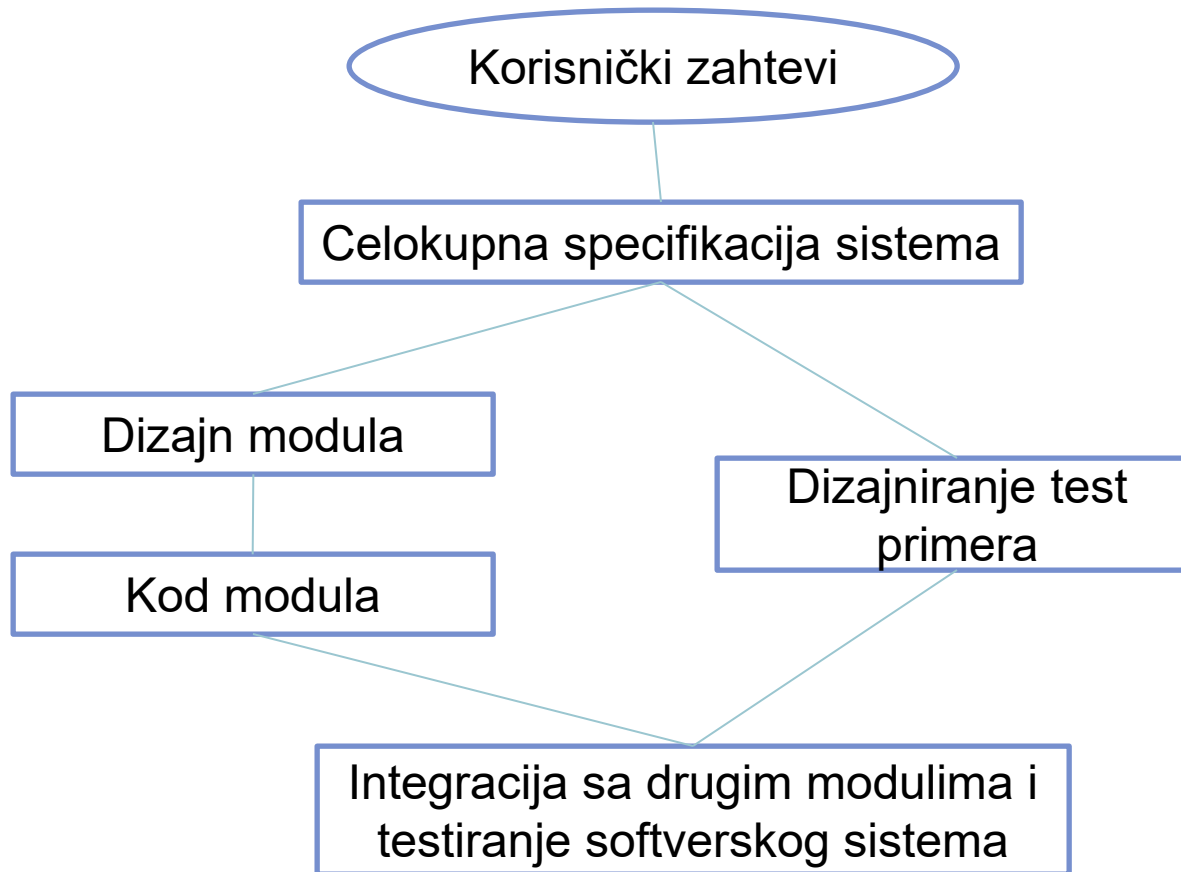 Korisnički zahtevi
Celokupna specifikacija sistema
Dizajn modula
Dizajniranje test
primera
Kod modula
Integracija sa drugim modulima i
testiranje softverskog sistema